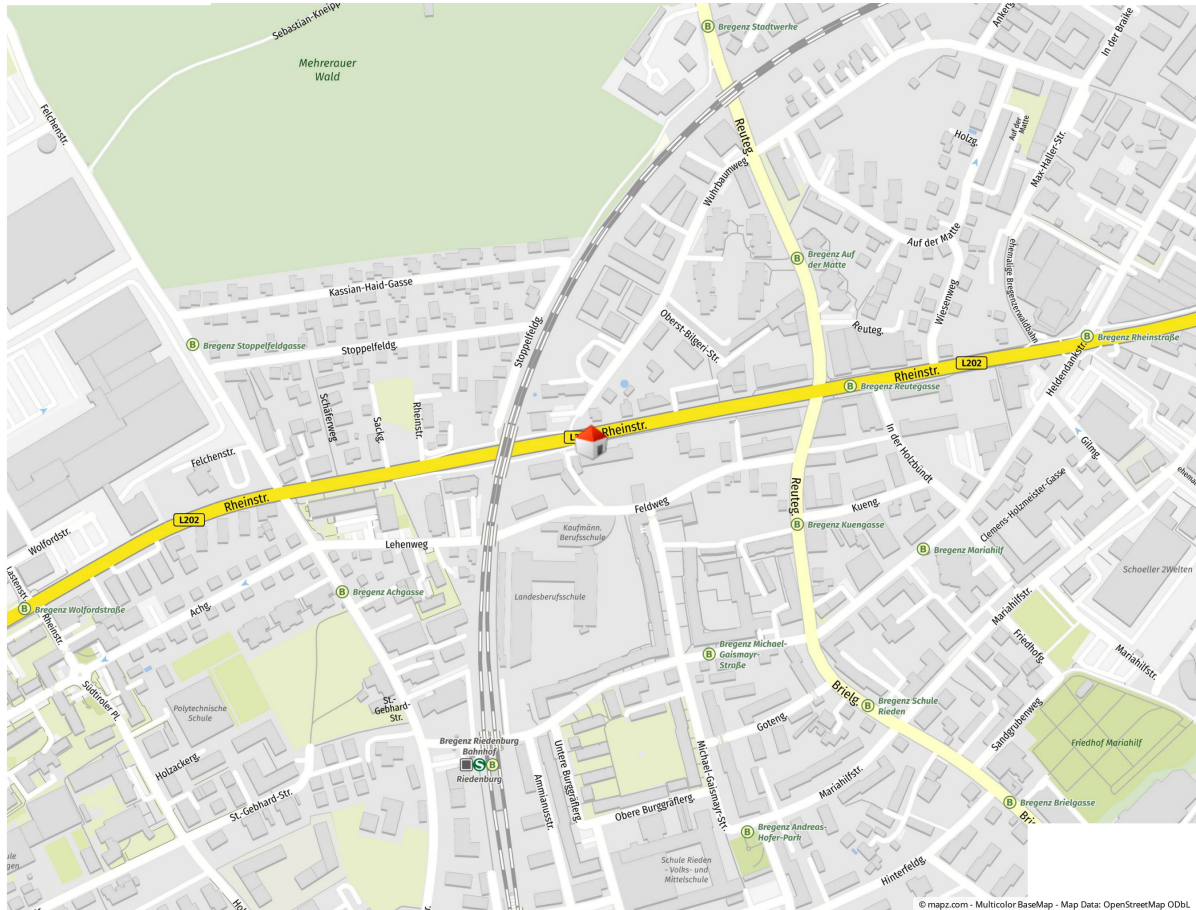 Sebastian-Kneipp
Mehrerauer
Wald
Bregenz Stadtwerke
In der Braike
Felchenstr.
Reuteg.
Holzg.
Auf der
Matte
Max-Haller-Str.
Wuhrbaumweg
Auf der Matte
ehemalige Bregenzerwaldbahn
Bregenz Auf
der Matte
Kassian-Haid-Gasse
Wiesenweg
Oberst-Bilgeri-Str.
Reuteg.
Bregenz Stoppelfeldgasse
Stoppelfeldg.
Stoppelfeldg.
Bregenz Rheinstraße
L202
Rheinstr.
Bregenz Reutegasse
Heldendankstr.
Schäferweg
Sackg.
Rheinstr.
Rheinstr.
In der Holzbündt
Gilmg.
Felchenstr.
Rheinstr.
L202
Reuteg.
Clemens-Holzmeister-Gasse
Feldweg
Kueng.
Bregenz Kuengasse
Kaufmänn.
Berufsschule
Wolfordstr.
Lehenweg
Bregenz Mariahilf
Schoeller 2Welten
Lastenstr.
Bregenz Wolfordstraße
Achg.
Bregenz Achgasse
Landesberufsschule
Mariahilfstr.
Rheinstr.
Friedhofg.
Mariahilfstr.
Bregenz Michael-
Gaismayr-
Straße
Südtiroler Pl.
Polytechnische
Schule
St.-
Gebhard-
Str.
Brielg.
Bregenz Schule
Rieden
Goteng.
Sandgrubenweg
Friedhof Mariahilf
Bregenz Riedenburg
Bahnhof
Riedenburg
Holzackerg.
Untere Burggräflerg.
Ammianusstr.
Michael-Gaismayr-Str.
Mariahilfstr.
St.-Gebhard-Str.
Obere Burggräflerg.
Bregenz Brielgasse
Bregenz Andreas-
Hofer-Park
Schule Rieden
- Volks- und
Mittelschule
Hinterfeldg.
© mapz.com - Multicolor BaseMap - Map Data: OpenStreetMap ODbL